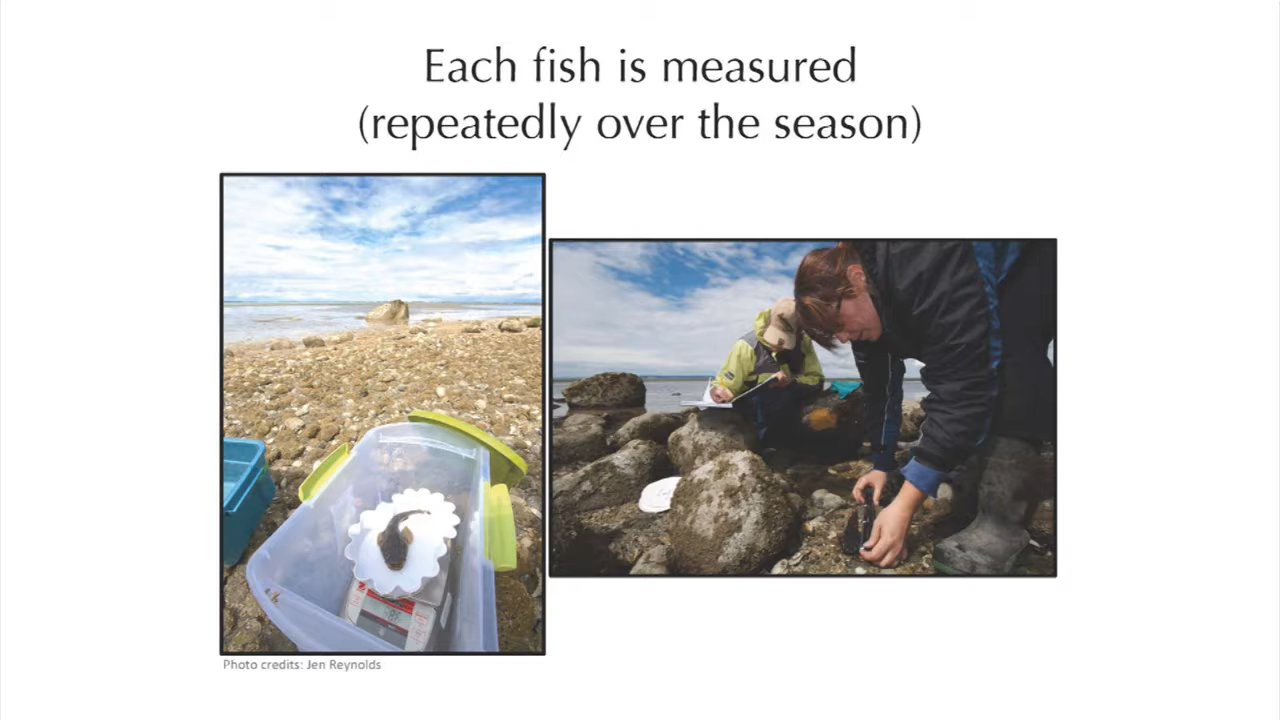 Each fish is measured
(repeatedly over the season)
Photo credits: Jen Reynolds